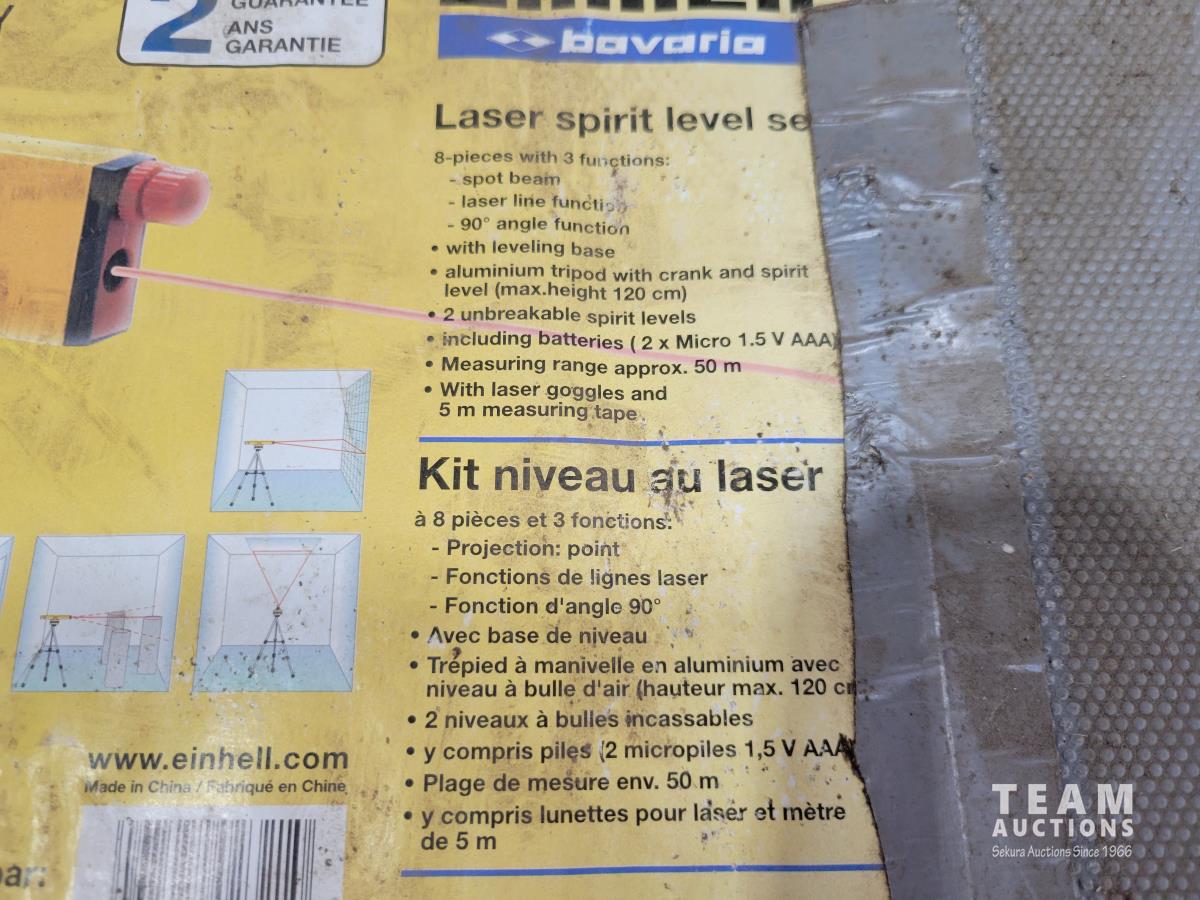 2
GUARANTEE
ANS
GARANTIE
bavaria
Laser spirit level se
8-pieces with 3 functions:
- spot beam
- laser line functio
- 90° angle function
• with leveling base
• aluminium tripod with crank and spirit
level (max.height 120 cm)
• 2 unbreakable spirit levels
• including batteries ( 2 x Micro 1.5 V AAA)
• Measuring range approx. 50 m
• With laser goggles and
5 m measuring tape.
Kit niveau au laser
à 8 pièces et 3 fonctions:
- Projection: point
- Fonctions de lignes laser
- Fonction d'angle 90°
• Avec base de niveau
• Trépied à manivelle en aluminium avec
niveau à bulle d'air (hauteur max. 120 c
• 2 niveaux à bulles incassables
• y compris piles (2 micropiles 1,5 V AAA)
• Plage de mesure env. 50 m
• y compris lunettes pour laser et mètre
de 5 m
www.einhell.com
Made in China / Fabriqué en Chine
par:
TEAM
AUCTIONS
Sekura Auctions Since 1966